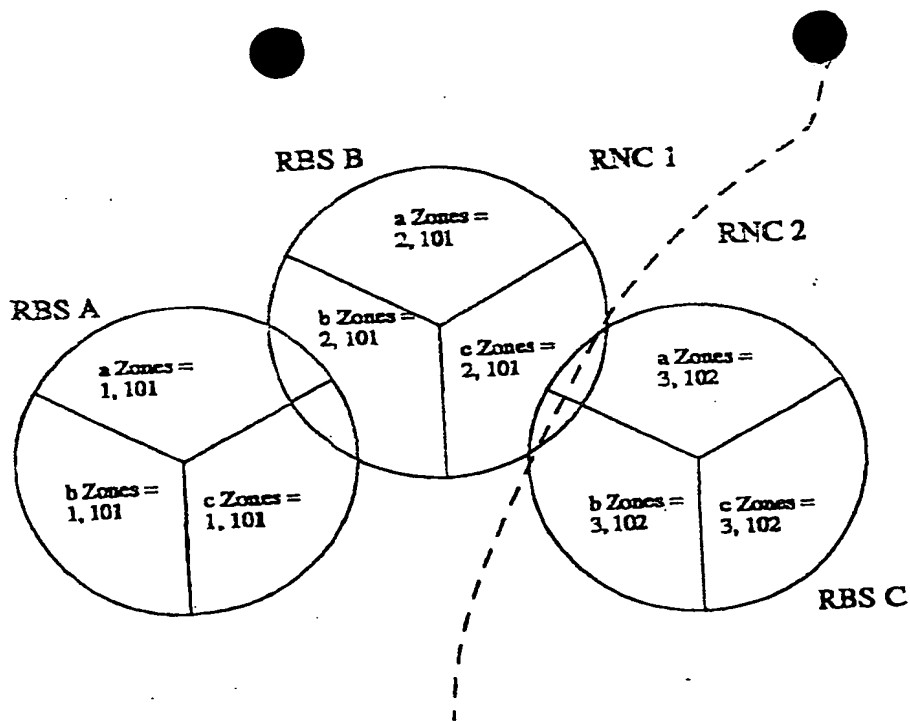 RBS B
RNC 1
a Zones =
2, 101
RNC 2
RBS A
b Zones =
2, 101
c Zones =
2, 101
a Zones =
1, 101
a Zones =
3, 102
b Zones =
1, 101
c Zones =
1, 101
b Zones =
3, 102
c Zones =
3, 102
RBS C